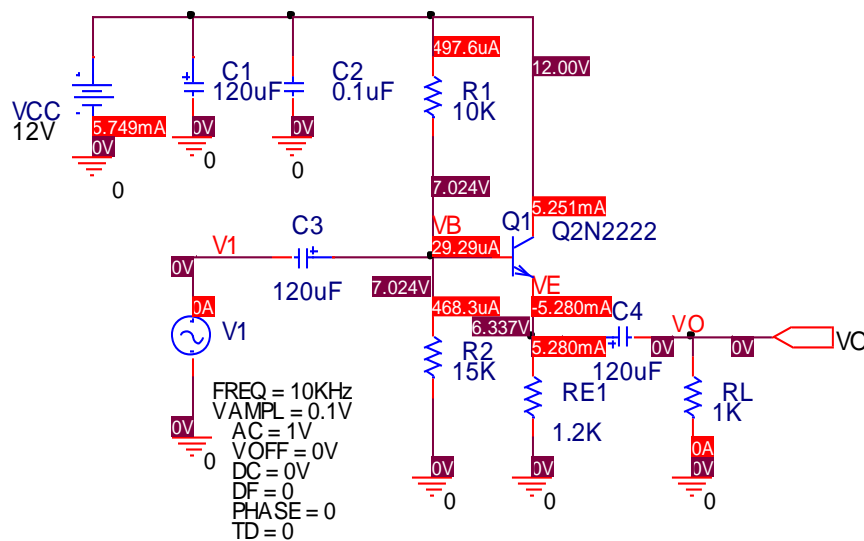 497.6uA
12.00V
C1
120uF
C2
0.1uF
R1
10K
VCC
12V
5.749mA
0V
0
0V
0
0V
0
7.024V
VB
29.29uA
Q1
5.251mA
Q2N2222
V1
C3
120uF
0V
7.024V
VE
-5.280mA
C4
0A
V1
468.3uA
6.337V
5.280mA
120uF
VO
0V
0V
VO
R2
15K
RE1
1.2K
RL
1K
FREQ = 10KHz
VAMPL = 0.1V
AC = 1V
VOFF = 0V
DC = 0V
DF = 0
PHASE = 0
TD = 0
0V
0
0V
0
0V
0
0A
0V
0